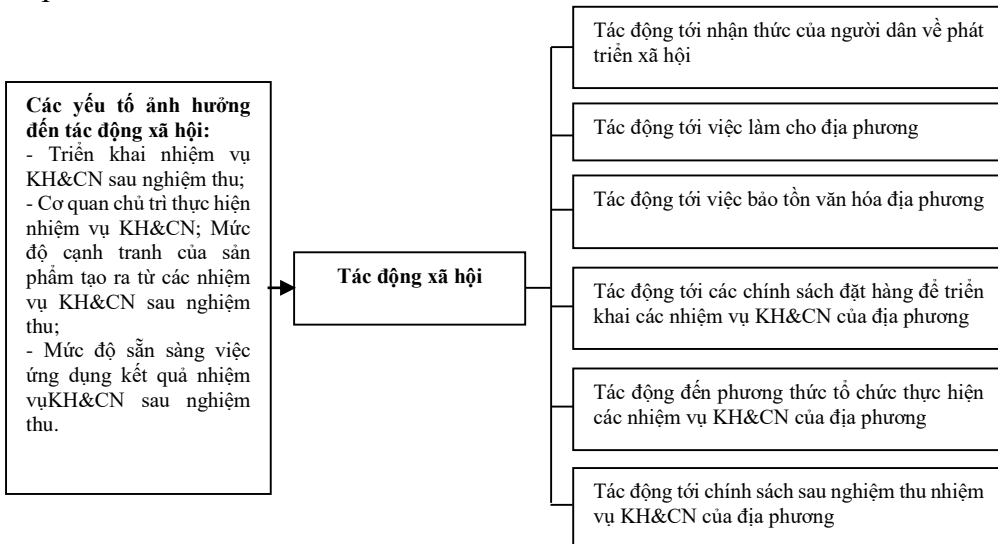 Các yếu tố ảnh hưởng
đến tác động xã hội:
- Triển khai nhiệm vụ
KH&CN sau nghiệm thu;
- Cơ quan chủ trì thực hiện
nhiệm vụ KH&CN; Mức
độ cạnh tranh của sản
phẩm tạo ra từ các nhiệm
vụ KH&CN sau nghiệm
thu;
- Mức độ sẵn sàng việc
ứng dụng kết quả nhiệm
vụKH&CN sau nghiệm
thu.
Tác động xã hội
Tác động tới nhận thức của người dân về phát
triển xã hội
Tác động tới việc làm cho địa phương
Tác động tới việc bảo tồn văn hóa địa phương
Tác động tới các chính sách đặt hàng để triển
khai các nhiệm vụ KH&CN của địa phương
Tác động đến phương thức tổ chức thực hiện
các nhiệm vụ KH&CN của địa phương
Tác động tới chính sách sau nghiệm thu nhiệm
vụ KH&CN của địa phương